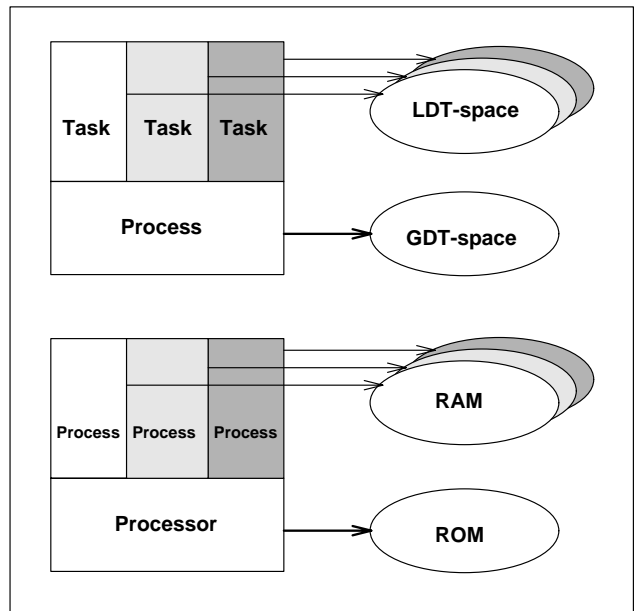 LDT-space
Task Task Task
Process
GDT-space
RAM
Process Process Process
Processor
ROM